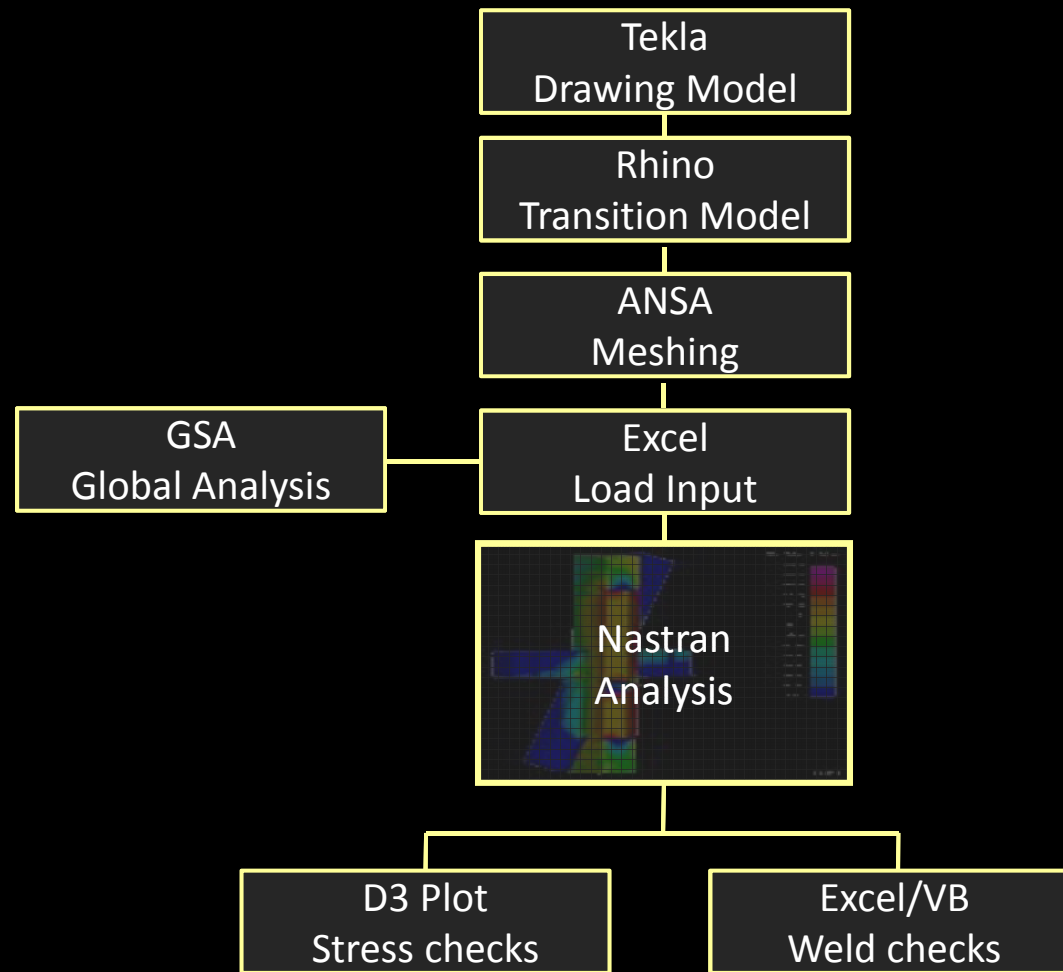 Tekla
Drawing Model
Rhino
Transition Model
ANSA
Meshing
GSA
Global Analysis
Excel
Load Input
Nastran
Analysis
D3 Plot
Stress checks
Excel/VB
Weld checks